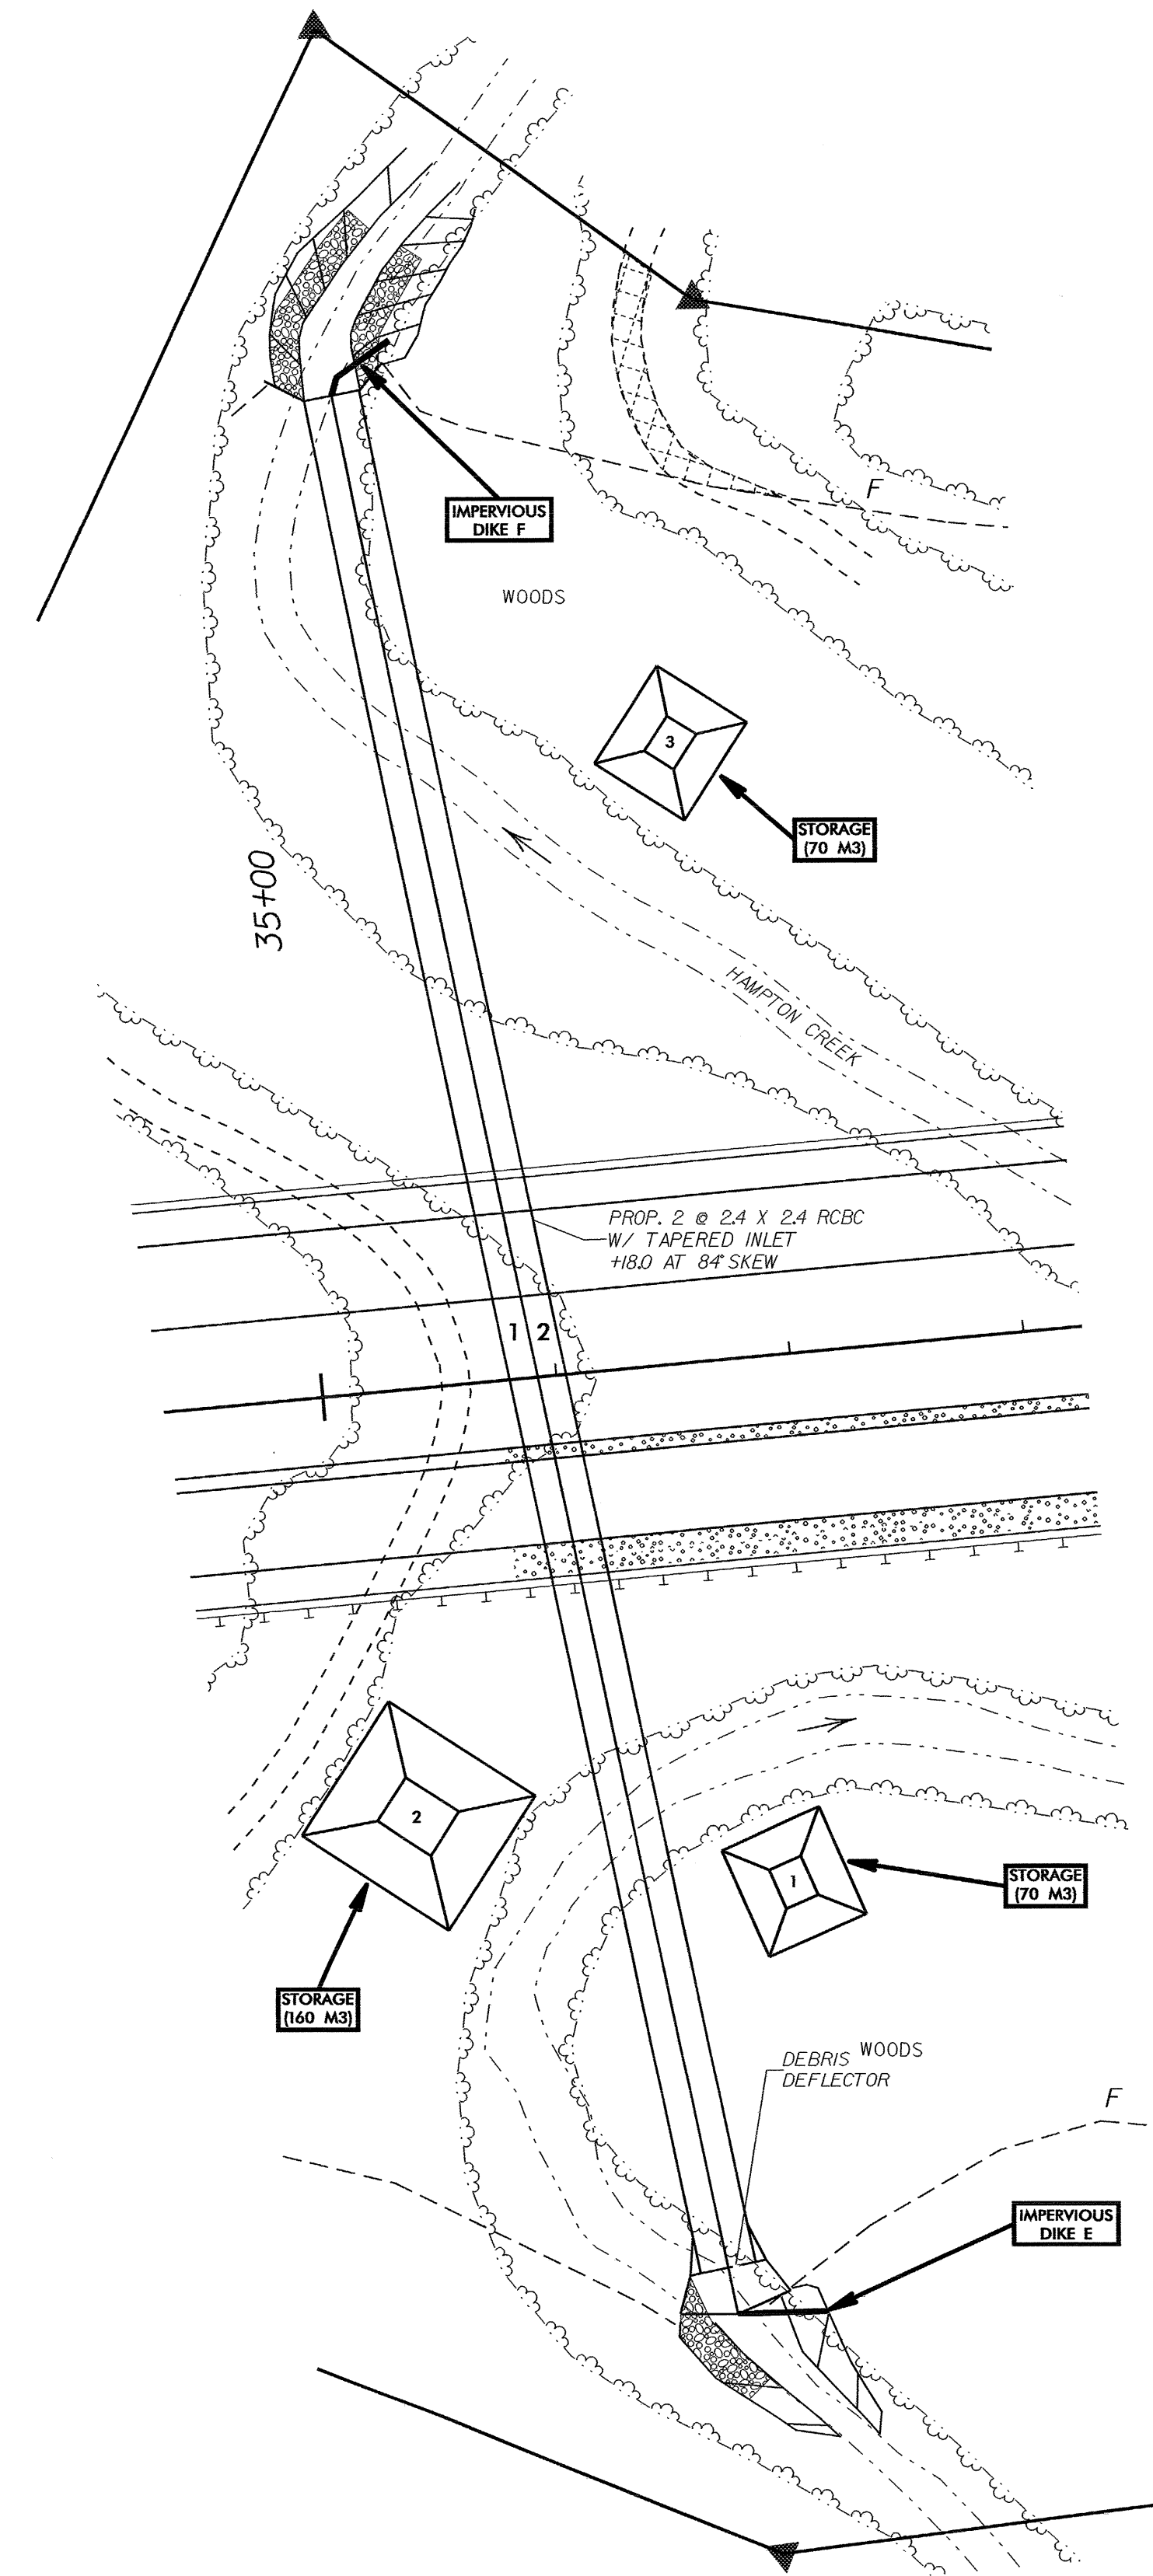 F
IMPERVIOUS
DIKE F
WOODS
3
STORAGE
(70 M3)
35+00
HAMPTON CREEK
PROP. 2 @ 2.4 X 2.4 RCBC
W/ TAPERED INLET
+18.0 AT 84° SKEW
1 2
2
1
STORAGE
(70 M3)
STORAGE
(160 M3)
WOODS
DEBRIS
DEFLECTOR
F
IMPERVIOUS
DIKE E